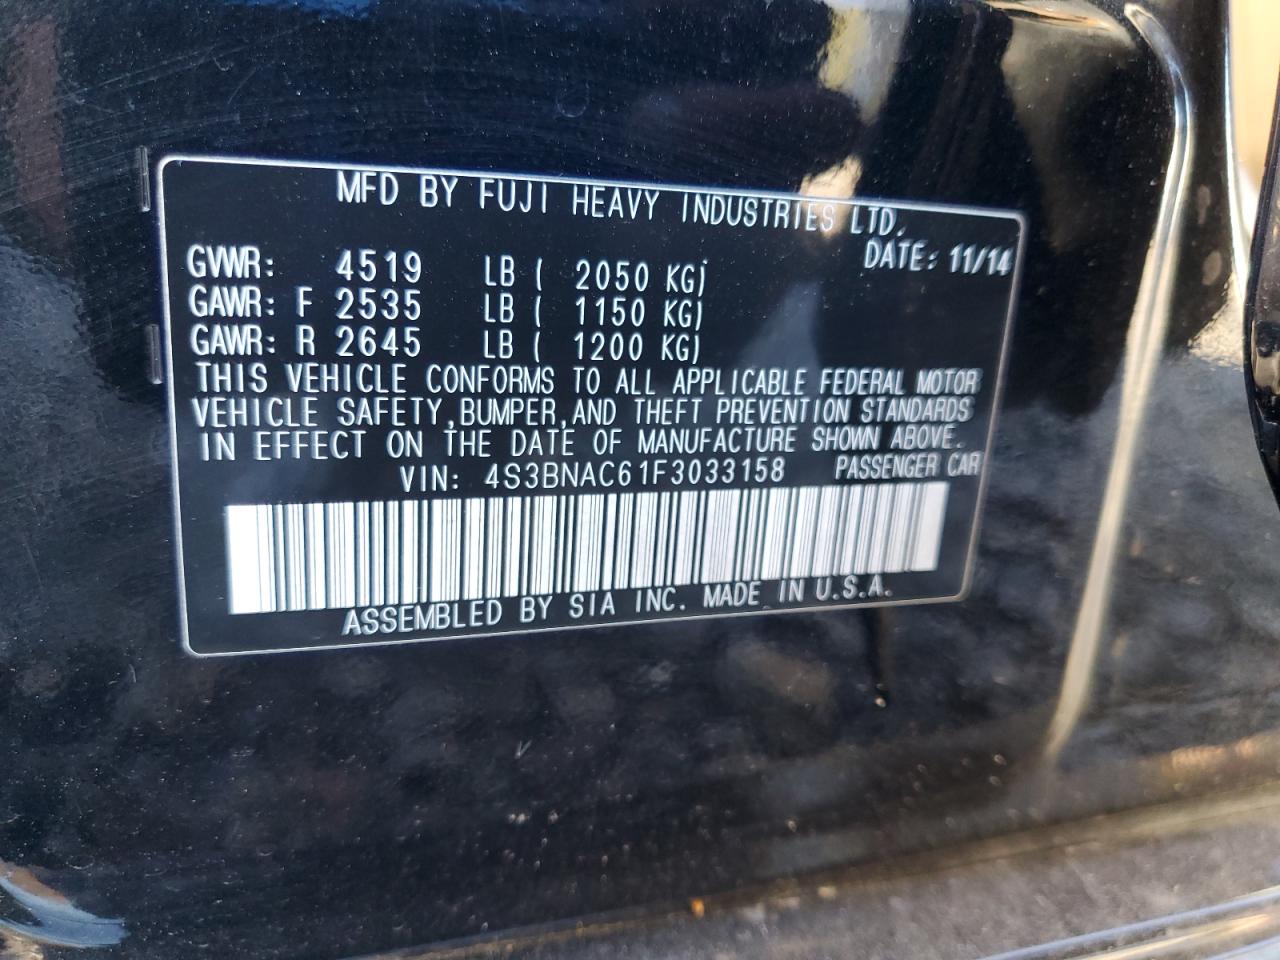 MFD BY FUJI HEAVY INDUSTRIES LTD.
DATE: 11/14
GVWR: 4519 LB ( 2050 KG)
GAWR: F 2535 LB ( 1150 KG)
GAWR: R 2645 LB ( 1200 KG)
THIS VEHICLE CONFORMS TO ALL APPLICABLE FEDERAL MOTOR
VEHICLE SAFETY,BUMPER,AND THEFT PREVENTION STANDARDS
IN EFFECT ON THE DATE OF MANUFACTURE SHOWN ABOVE.
VIN: 4S3BNAC61F3033158 PASSENGER CAR
ASSEMBLED BY SIA INC. MADE IN U.S.A.